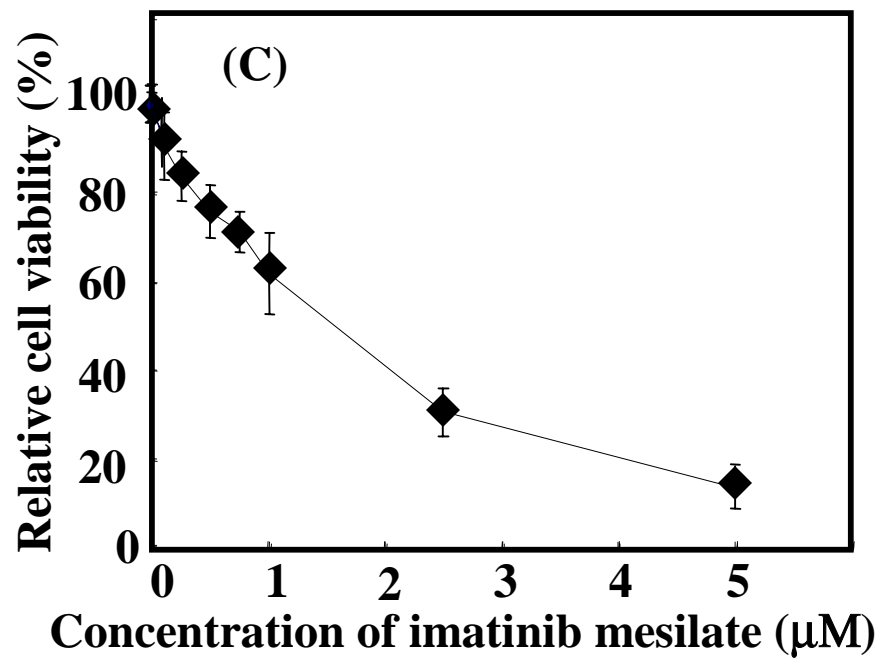 (C)
Relative cell viability (%)
100
80
60
40
20
0
0 1 2 3 4 5
Concentration of imatinib mesilate (μM)